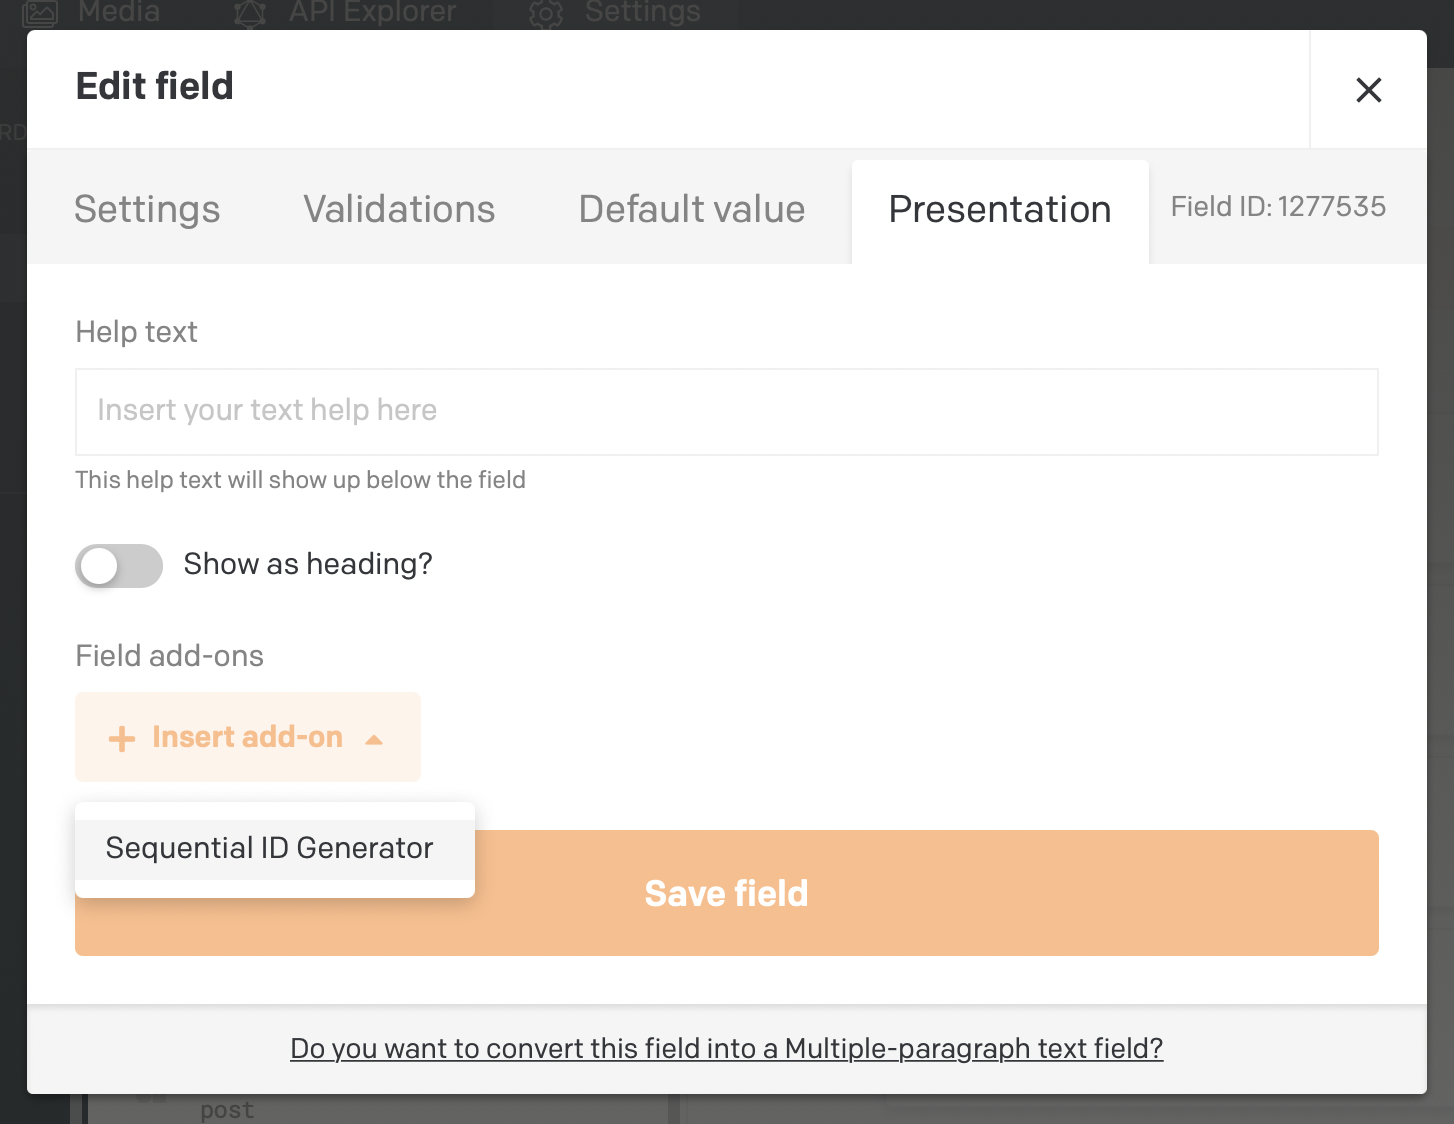 Media API Explorer Settings
Edit field
RD
Settings Validations Default value Presentation Field ID: 1277535
Help text
Insert your text help here
This help text will show up below the field
Show as heading?
Field add-ons
Insert add-on
Sequential ID Generator
Save field
Do you want to convert this field into a Multiple-paragraph text field?
post